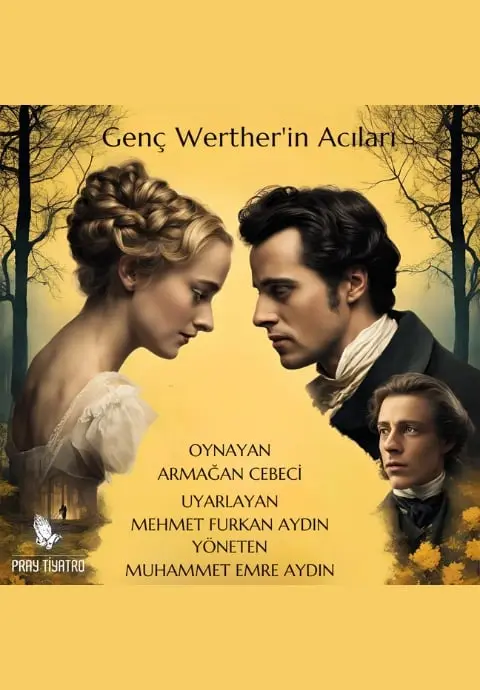 Genç Werther'in Acıları
OYNAYAN
ARMAĞAN CEBECİ
UYARLAYAN
MEHMET FURKAN AYDIN
YÖNETEN
MUHAMMET EMRE AYDIN
PRAY TİYATRO